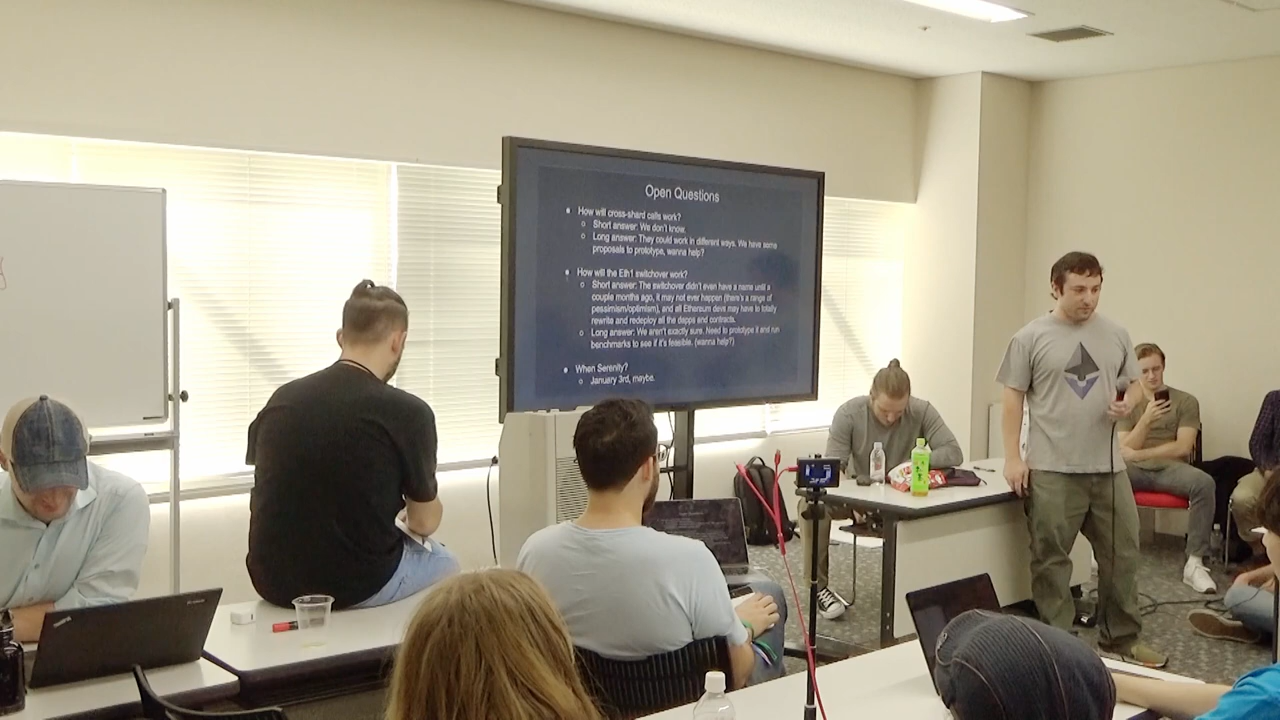 Open Questions
● How will cross-shard calls work?
○ Short answer: We don't know.
○ Long answer: They could work in different ways. We have some
proposals to prototype, wanna help?
● How will the Eth1 switchover work?
○ Short answer: The switchover didn't even have a name until a
couple months ago, it may not ever happen (there's a range of
pessimism/optimism), and all Ethereum devs may have to totally
rewrite and redeploy all the dapps and contracts.
○ Long answer: We aren't exactly sure. Need to prototype it and run
benchmarks to see if it's feasible. (wanna help?)
● When Serenity?
○ January 3rd, maybe.